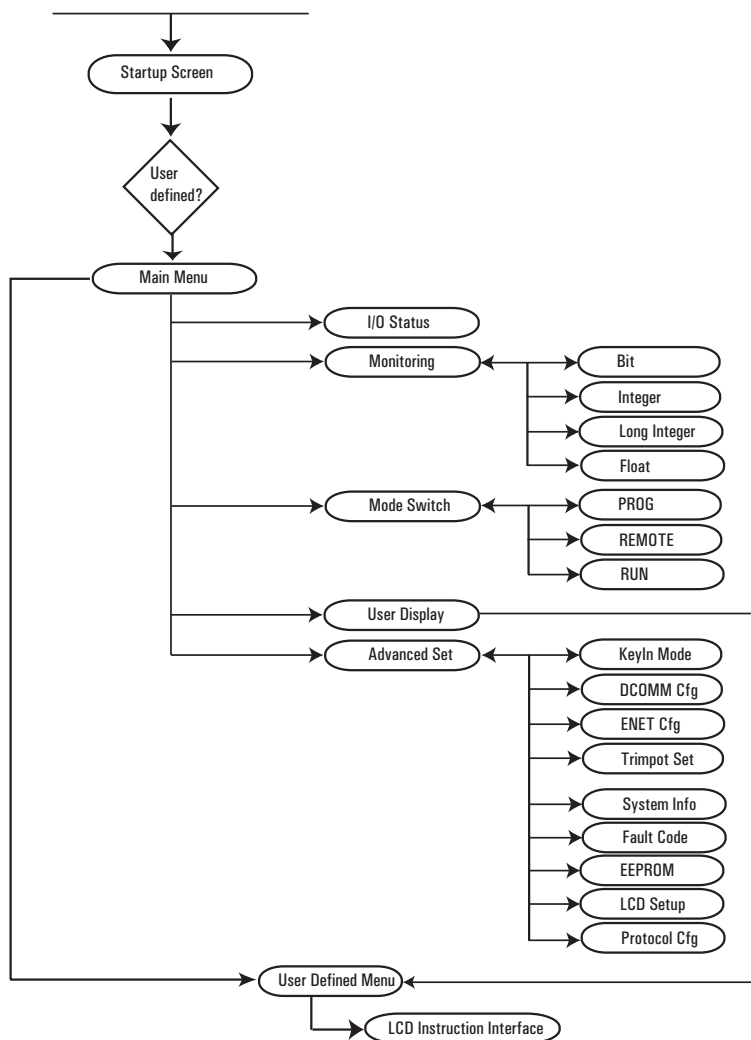 Startup Screen
User
defined?
Main Menu
I/O Status
Monitoring
Bit
Integer
Long Integer
Float
Mode Switch
PROG
REMOTE
RUN
User Display
Advanced Set
KeyIn Mode
DCOMM Cfg
ENET Cfg
Trimpot Set
System Info
Fault Code
EEPROM
LCD Setup
Protocol Cfg
User Defined Menu
LCD Instruction Interface